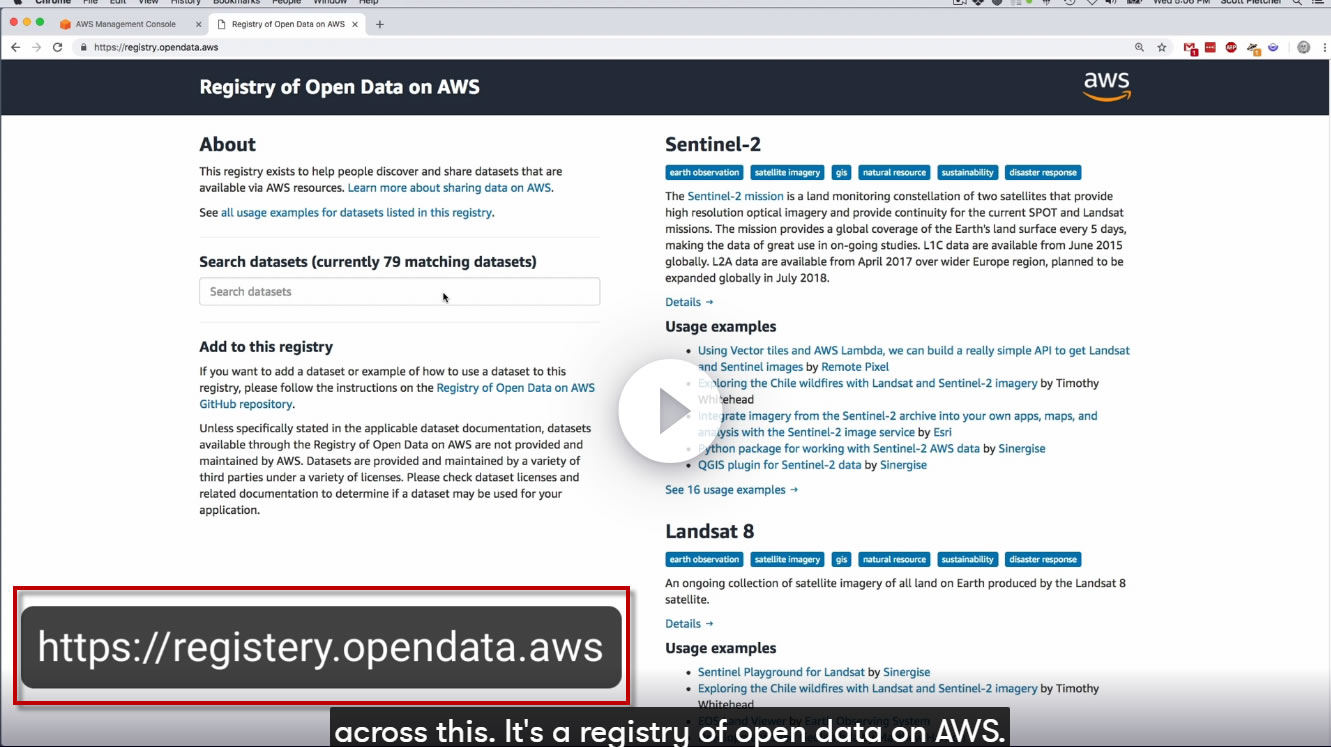 Chrome File Edit View History Bookmarks People Window Help Wed 8:06 PM Scott Pletcher
AWS Management Console Registry of Open Data on AWS
https://registry.opendata.aws
Registry of Open Data on AWS
aws
About
This registry exists to help people discover and share datasets that are
available via AWS resources. Learn more about sharing data on AWS.
See all usage examples for datasets listed in this registry.
Search datasets (currently 79 matching datasets)
Search datasets
Add to this registry
If you want to add a dataset or example of how to use a dataset to this
registry, please follow the instructions on the Registry of Open Data on AWS
GitHub repository.
Unless specifically stated in the applicable dataset documentation, datasets
available through the Registry of Open Data on AWS are not provided and
maintained by AWS. Datasets are provided and maintained by a variety of
third parties under a variety of licenses. Please check dataset licenses and
related documentation to determine if a dataset may be used for your
application.
Sentinel-2
earth observation satellite imagery gis natural resource sustainability disaster response
The Sentinel-2 mission is a land monitoring constellation of two satellites that provide
high resolution optical imagery and provide continuity for the current SPOT and Landsat
missions. The mission provides a global coverage of the Earth's land surface every 5 days,
making the data of great use in on-going studies. L1C data are available from June 2015
globally. L2A data are available from April 2017 over wider Europe region, planned to be
expanded globally in July 2018.
Details →
Usage examples
• Using Vector tiles and AWS Lambda, we can build a really simple API to get Landsat
and Sentinel images by Remote Pixel
• Exploring the Chile wildfires with Landsat and Sentinel-2 imagery by Timothy
Whitehead
• Integrate imagery from the Sentinel-2 archive into your own apps, maps, and
analysis with the Sentinel-2 image service by Esri
• Python package for working with Sentinel-2 AWS data by Sinergise
• QGIS plugin for Sentinel-2 data by Sinergise
See 16 usage examples →
Landsat 8
earth observation satellite imagery gis natural resource sustainability disaster response
An ongoing collection of satellite imagery of all land on Earth produced by the Landsat 8
satellite.
Details →
Usage examples
• Sentinel Playground for Landsat by Sinergise
• Exploring the Chile wildfires with Landsat and Sentinel-2 imagery by Timothy
Whitehead
• EOS Land Viewer by Earth Observing System
https://registery.opendata.aws
across this. It's a registry of open data on AWS.